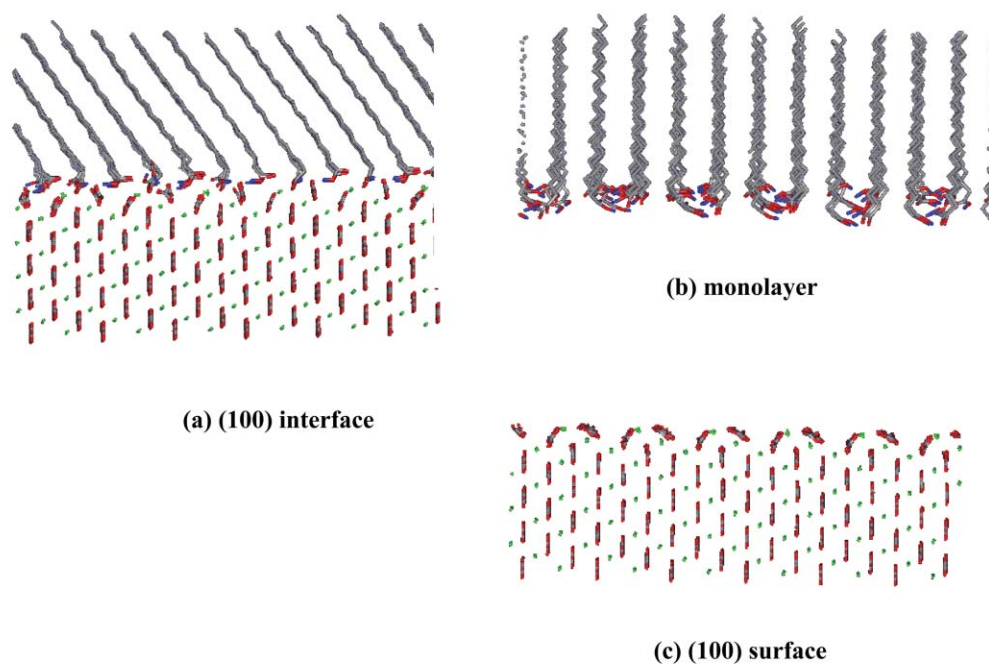 (b) monolayer
(a) (100) interface
(c) (100) surface